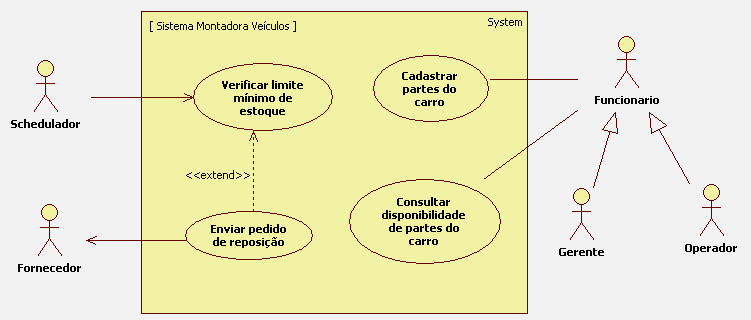 [ Sistema Montadora Veículos ]
System
Schedulador
Verificar limite
mínimo de
estoque
Cadastrar
partes do
carro
Funcionario
<<extend>>
Fornecedor
Enviar pedido
de reposição
Consultar
disponibilidade
de partes do
carro
Gerente
Operador